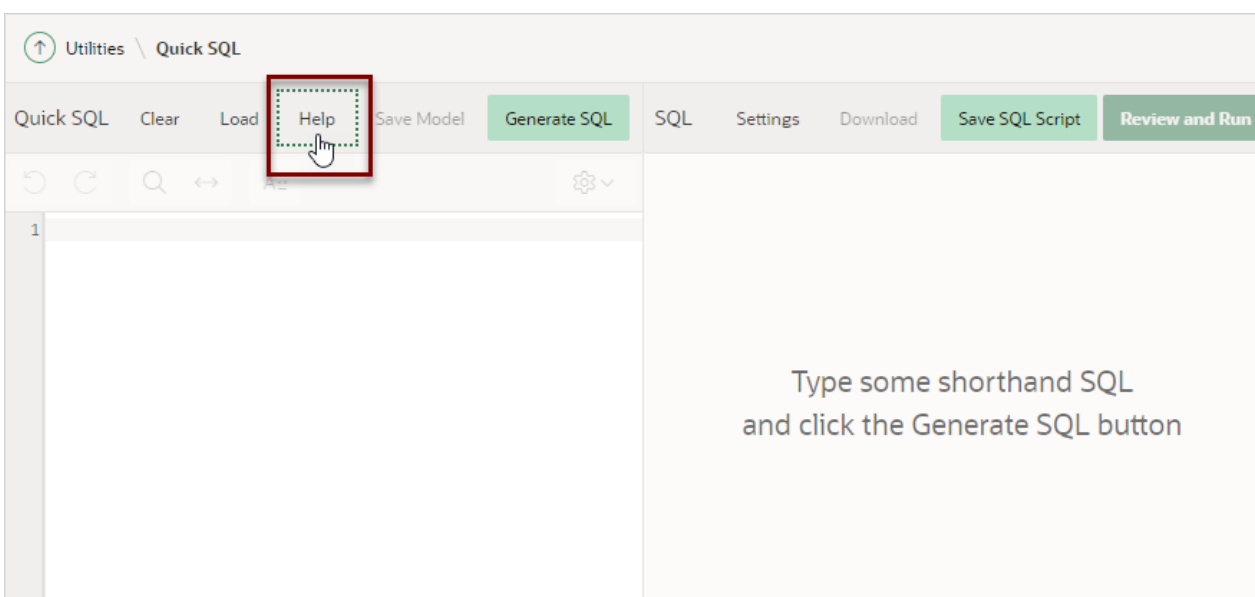 Utilities \ Quick SQL
Quick SQL Clear Load Help Save Model Generate SQL SQL Settings Download Save SQL Script Review and Run
1
Type some shorthand SQL
and click the Generate SQL button